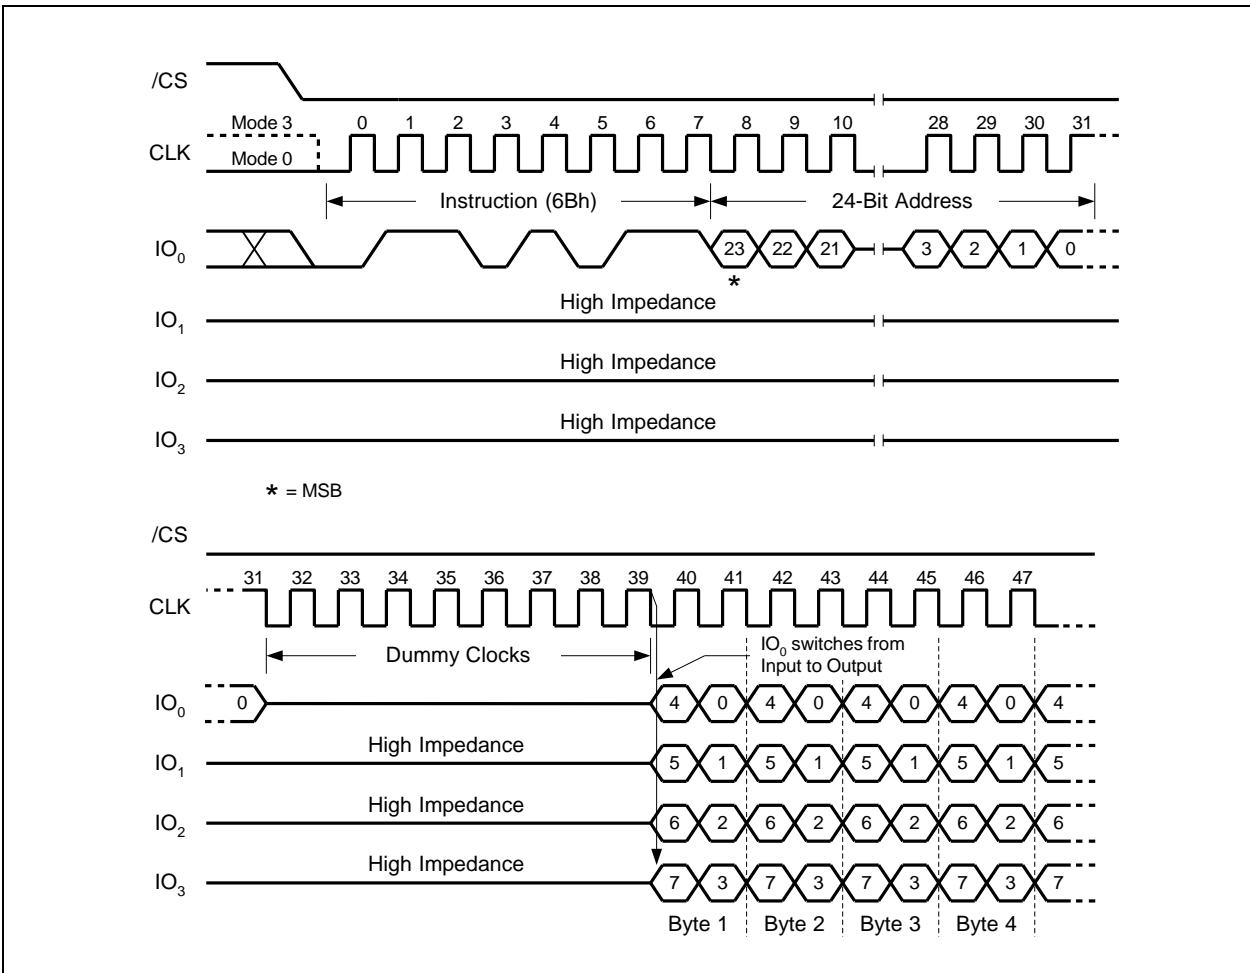 /CS
Mode 3 0 1 2 3 4 5 6 7 8 9 10 28 29 30 31
CLK
Mode 0
Instruction (6Bh) 24-Bit Address
IO0 23 22 21 3 2 1 0
*
High Impedance
IO1
High Impedance
IO2
High Impedance
IO3
* = MSB
/CS
31 32 33 34 35 36 37 38 39 40 41 42 43 44 45 46 47
CLK
Dummy Clocks
IO0 switches from
Input to Output
IO0 0 4 0 4 0 4 0 4 0 4
High Impedance
IO1 5 1 5 1 5 1 5 1 5
High Impedance
IO2 6 2 6 2 6 2 6 2 6
High Impedance
IO3 7 3 7 3 7 3 7 3 7
Byte 1 Byte 2 Byte 3 Byte 4